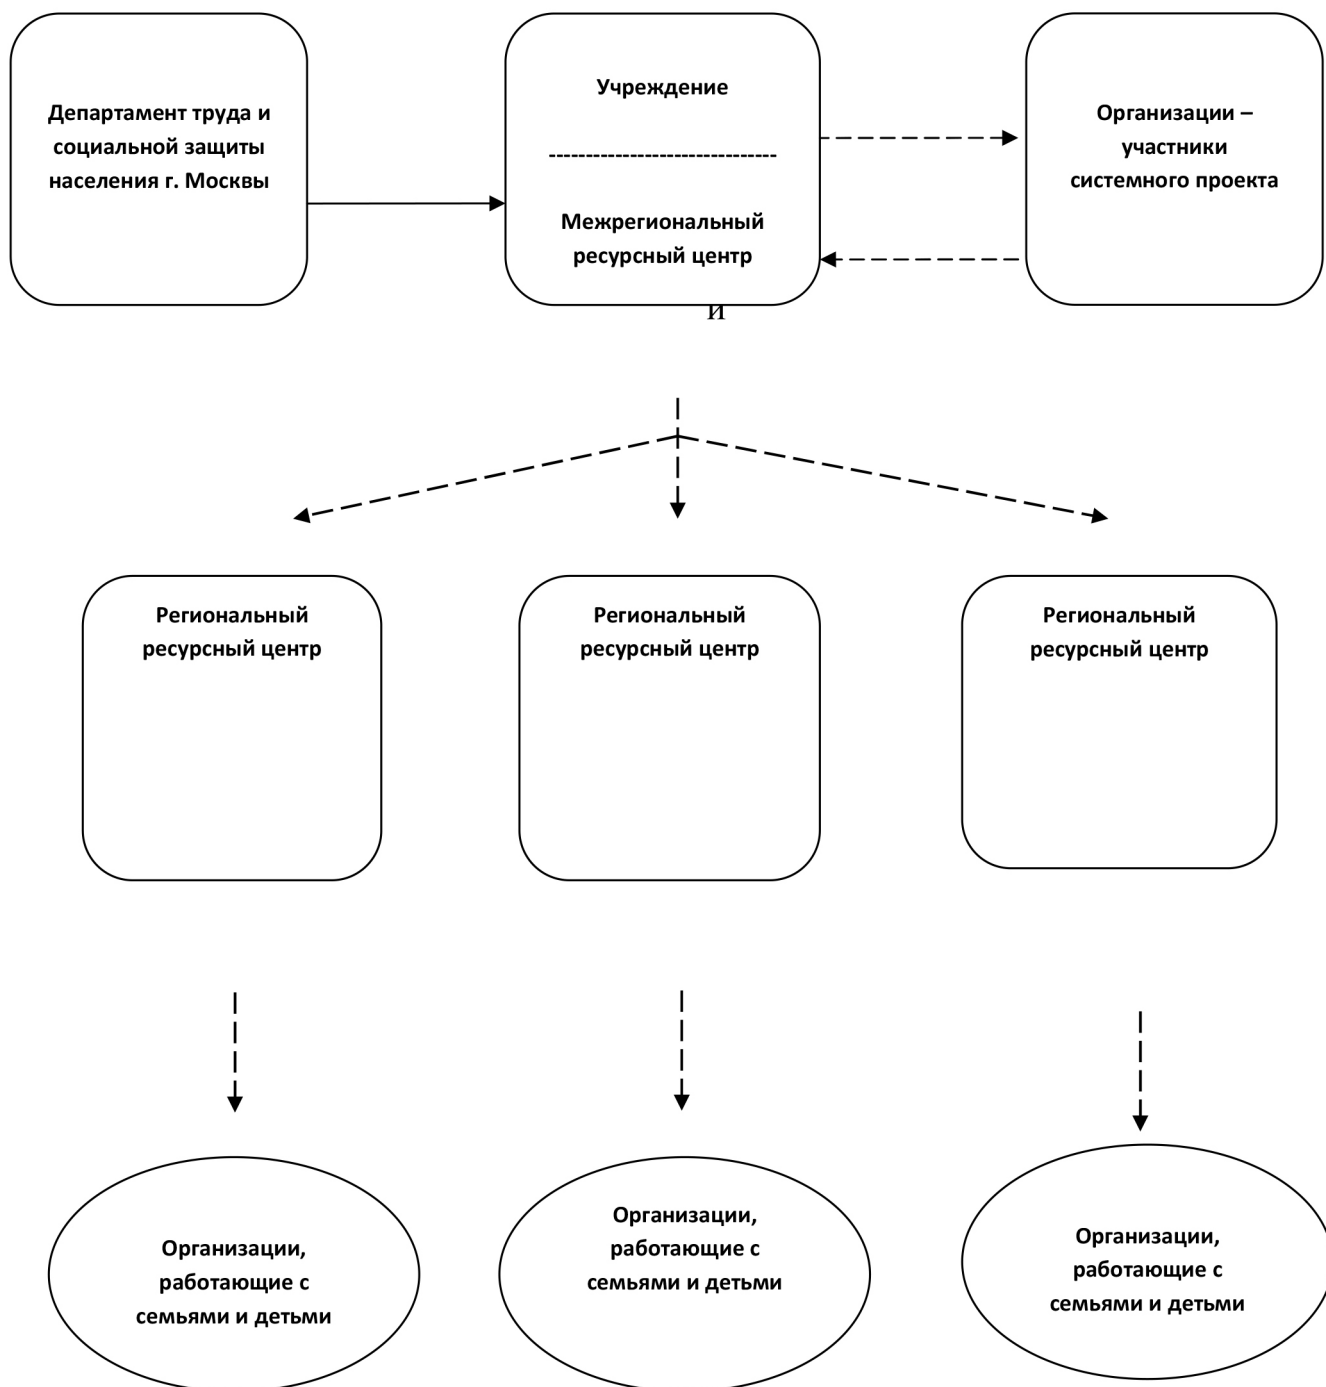 Департамент труда и
социальной защиты
населения г. Москвы
Учреждение
-------------------------------
Межрегиональный
ресурсный центр
Организации –
участники
системного проекта
и
Региональный
ресурсный центр
Региональный
ресурсный центр
Региональный
ресурсный центр
Организации,
работающие с
семьями и детьми
Организации,
работающие с
семьями и детьми
Организации,
работающие с
семьями и детьми